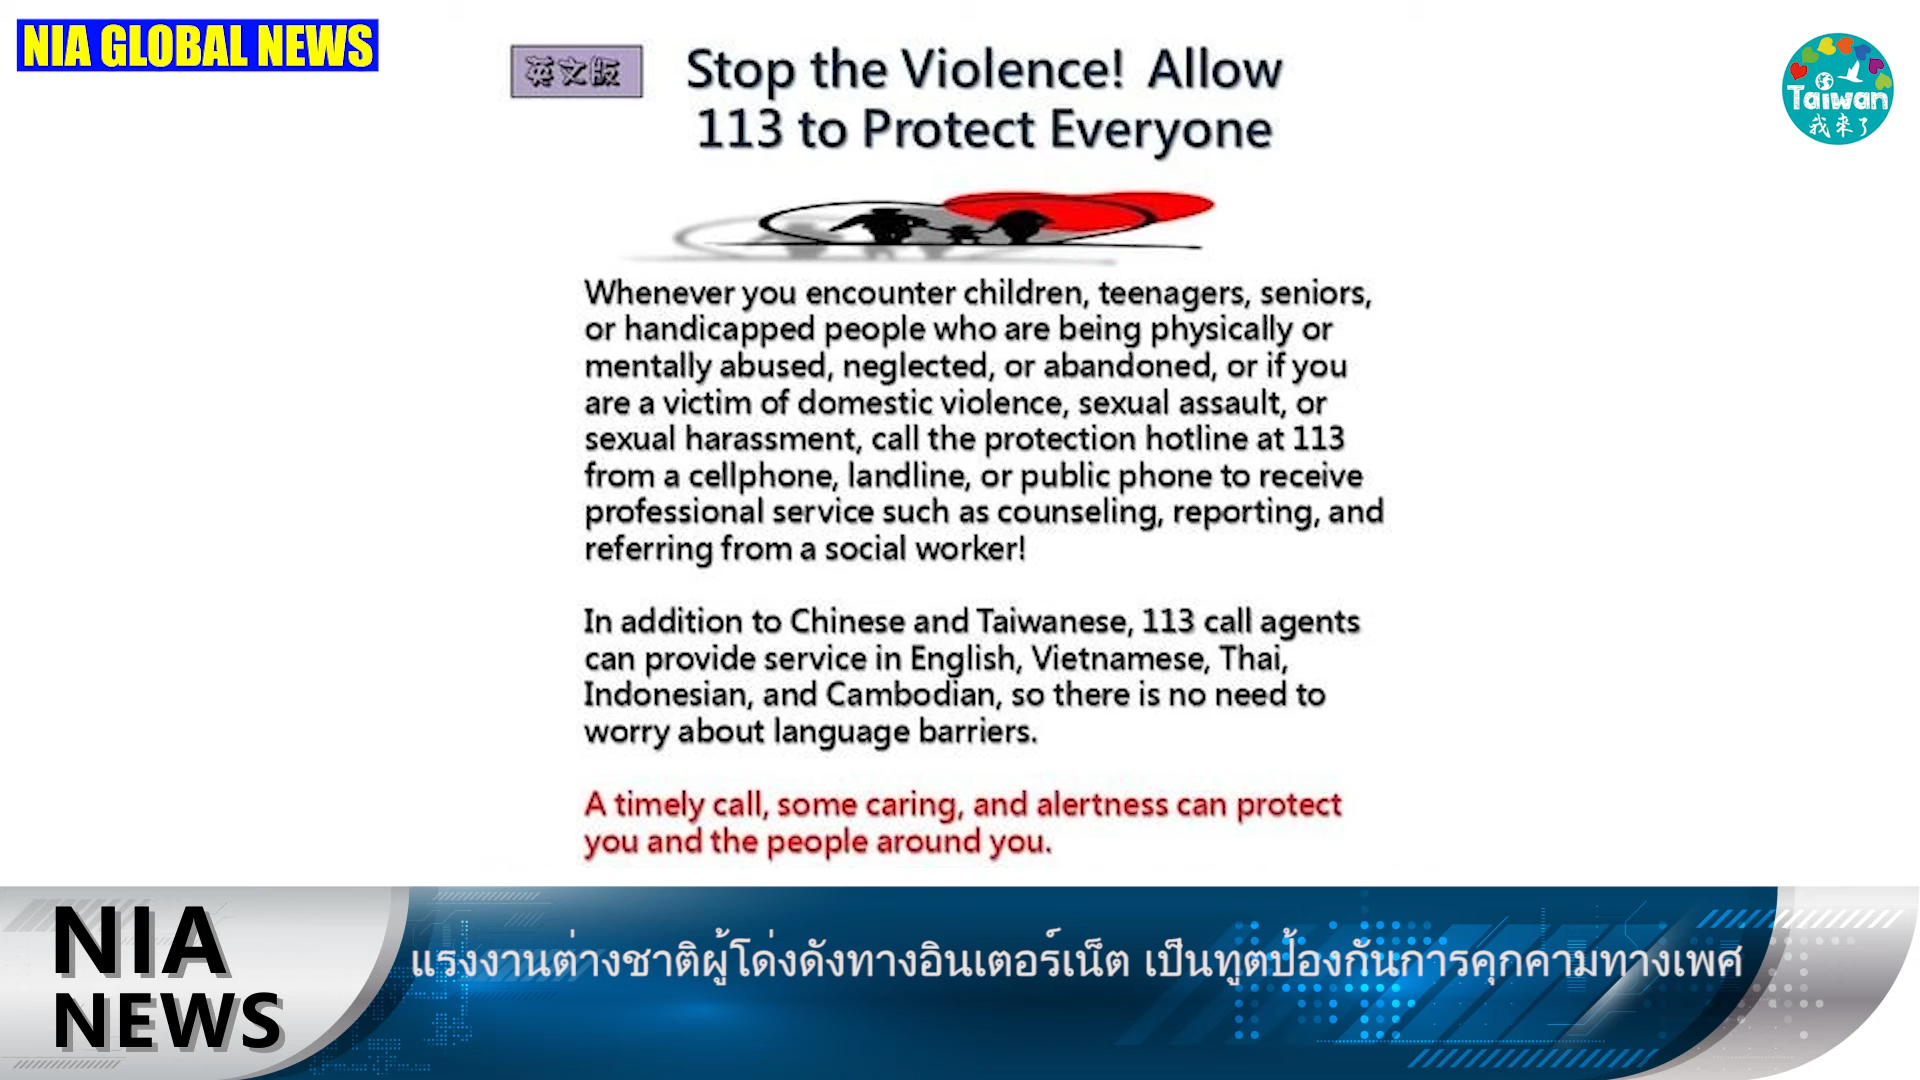 NIA GLOBAL NEWS
英文版
Stop the Violence! Allow
113 to Protect Everyone
Taiwan
我來了
Whenever you encounter children, teenagers, seniors,
or handicapped people who are being physically or
mentally abused, neglected, or abandoned, or if you
are a victim of domestic violence, sexual assault, or
sexual harassment, call the protection hotline at 113
from a cellphone, landline, or public phone to receive
professional service such as counseling, reporting, and
referring from a social worker!
In addition to Chinese and Taiwanese, 113 call agents
can provide service in English, Vietnamese, Thai,
Indonesian, and Cambodian, so there is no need to
worry about language barriers.
A timely call, some caring, and alertness can protect
you and the people around you.
NIA
NEWS
แรงงานต่างชาติผู้โด่งดังทางอินเตอร์เน็ต เป็นทูตป้องกันการคุกคามทางเพศ